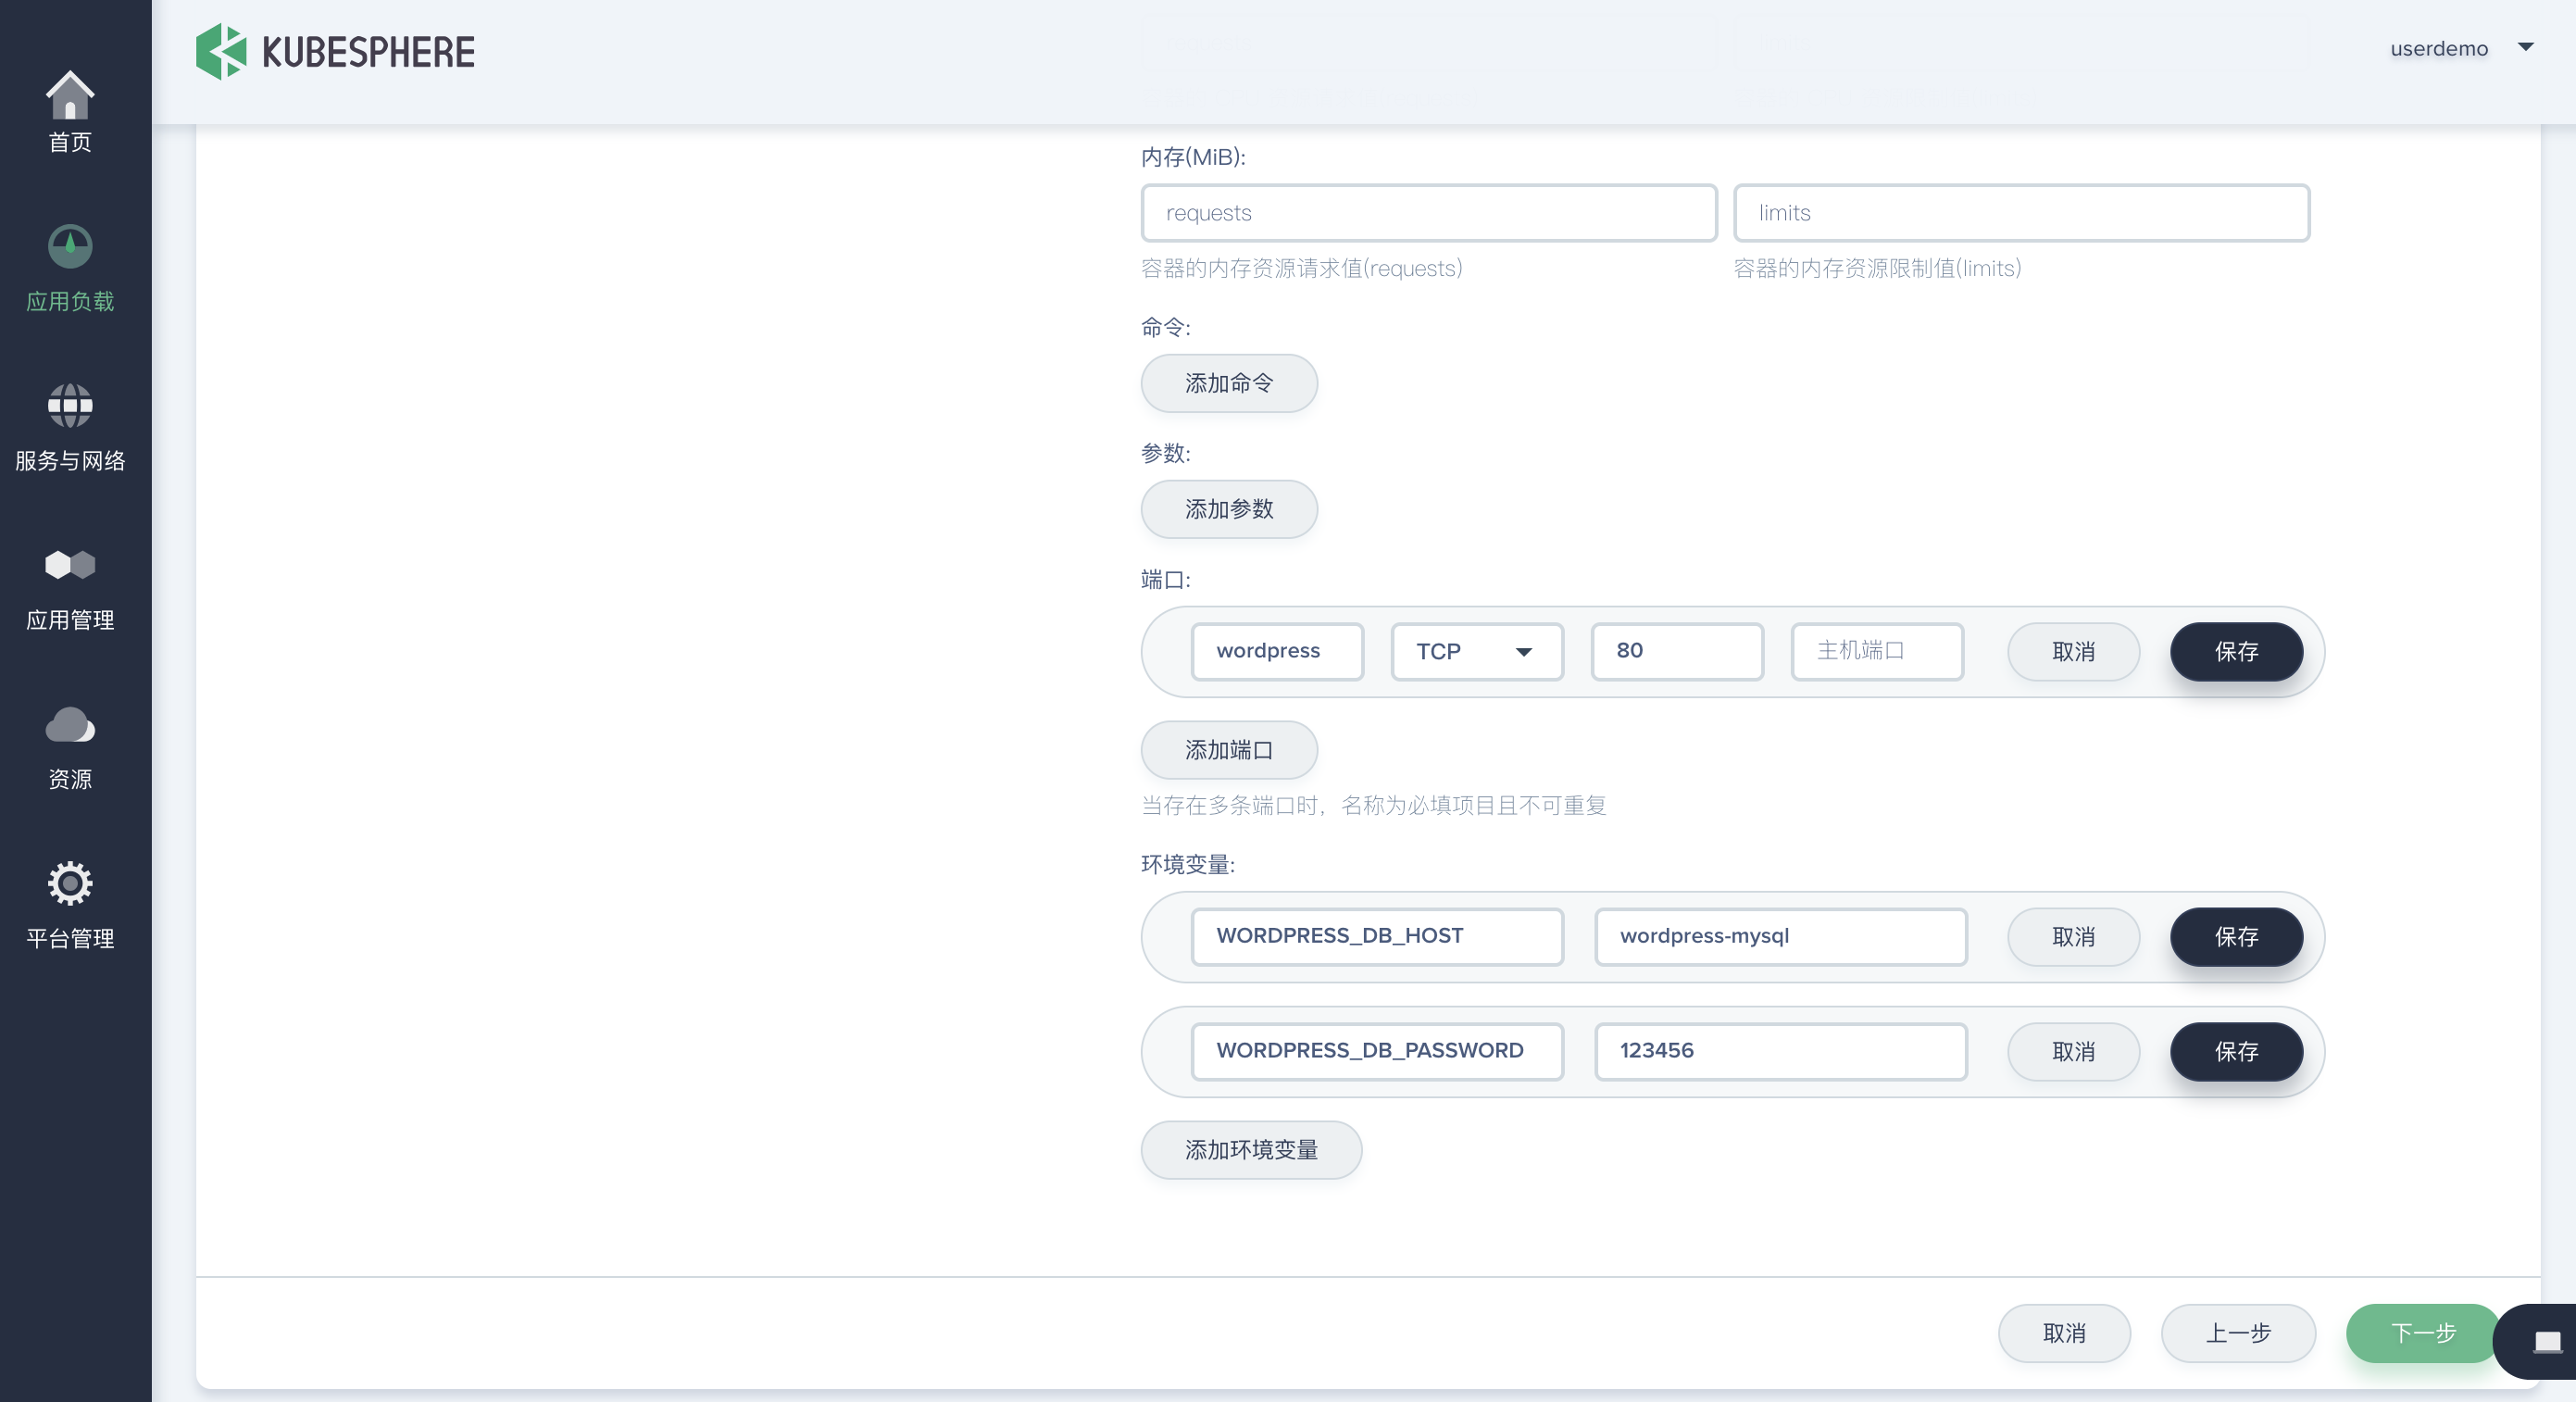 KUBESPHERE
userdemo
首页
应用负载
服务与网络
应用管理
资源
平台管理
内存(MiB):
requests
limits
容器的内存资源请求值(requests)
容器的内存资源限制值(limits)
命令:
添加命令
参数:
添加参数
端口:
wordpress TCP 80 主机端口 取消 保存
添加端口
当存在多条端口时，名称为必填项目且不可重复
环境变量:
WORDPRESS_DB_HOST wordpress-mysql 取消 保存
WORDPRESS_DB_PASSWORD 123456 取消 保存
添加环境变量
取消 上一步 下一步